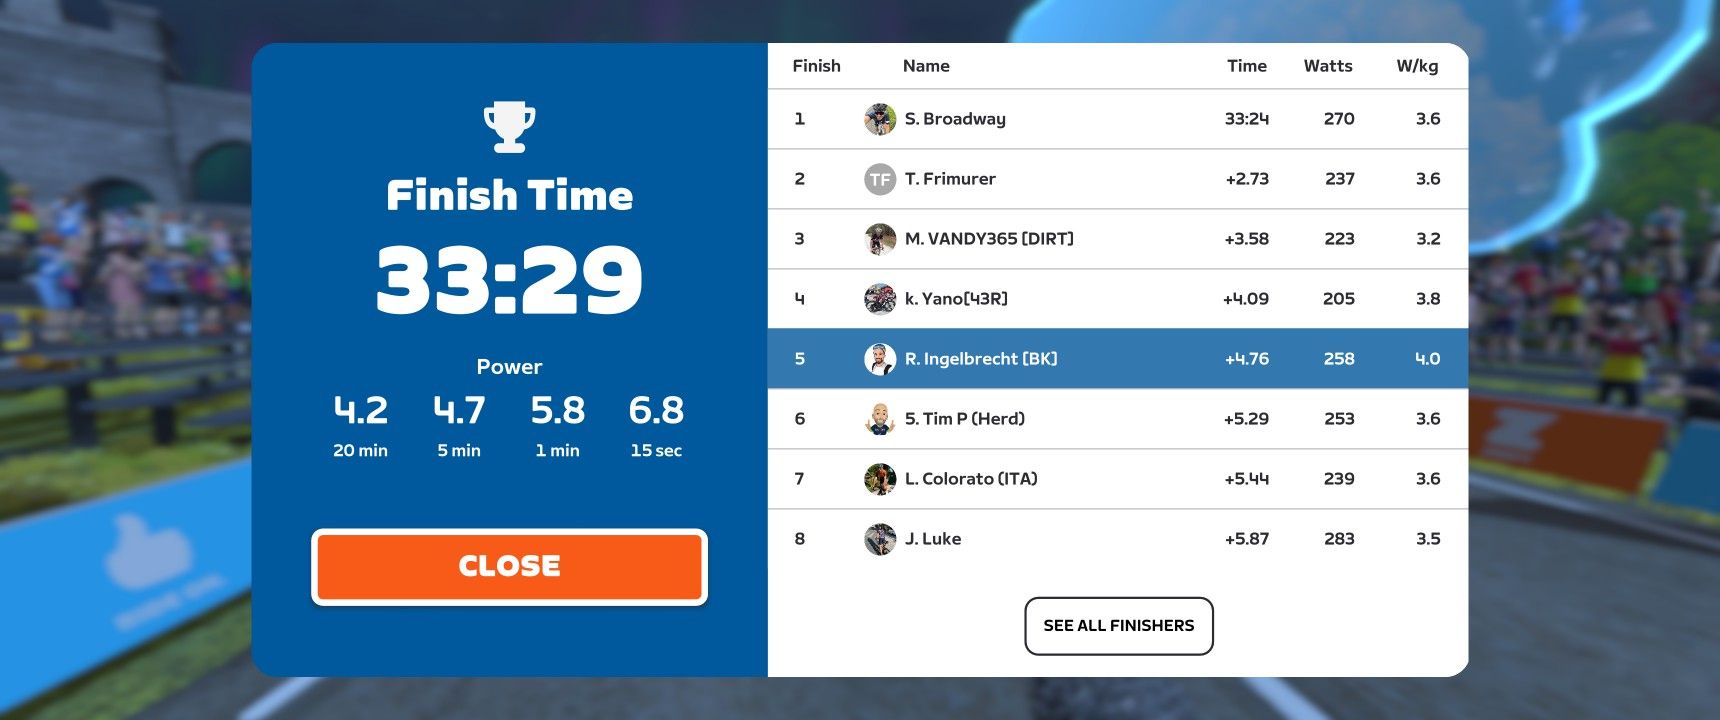 Finish Time
33:29
Power
4.2 4.7 5.8 6.8
20 min 5 min 1 min 15 sec
CLOSE
Finish Name Time Watts W/kg
1 S. Broadway 33:24 270 3.6
2 TF T. Frimurer +2.73 237 3.6
3 M. VANDY365 [DIRT] +3.58 223 3.2
4 k. Yano[43R] +4.09 205 3.8
5 R. Ingelbrecht [BK] +4.76 258 4.0
6 5. Tim P (Herd) +5.29 253 3.6
7 L. Colorato (ITA) +5.44 239 3.6
8 J. Luke +5.87 283 3.5
SEE ALL FINISHERS